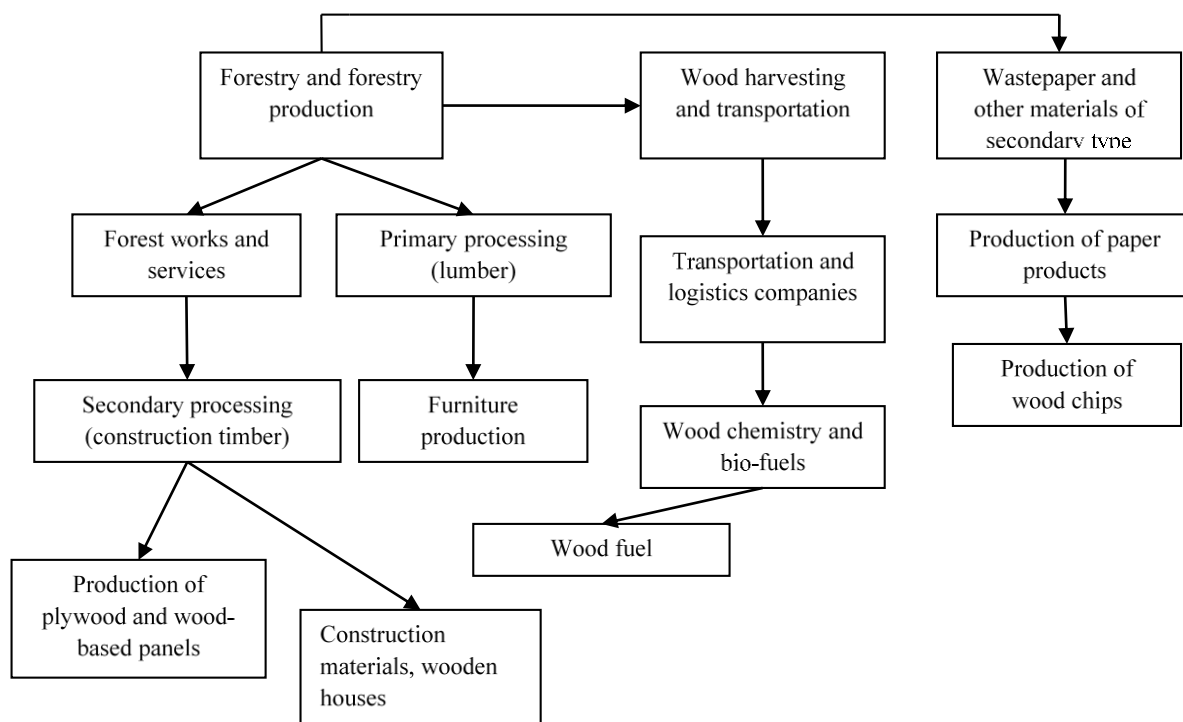 Forestry and forestry
production
Wood harvesting
and transportation
Wastepaper and
other materials of
secondary type
Forest works and
services
Primary processing
(lumber)
Transportation and
logistics companies
Production of paper
products
Secondary processing
(construction timber)
Furniture
production
Wood chemistry and
bio-fuels
Production of
wood chips
Wood fuel
Production of
plywood and wood-
based panels
Construction
materials, wooden
houses